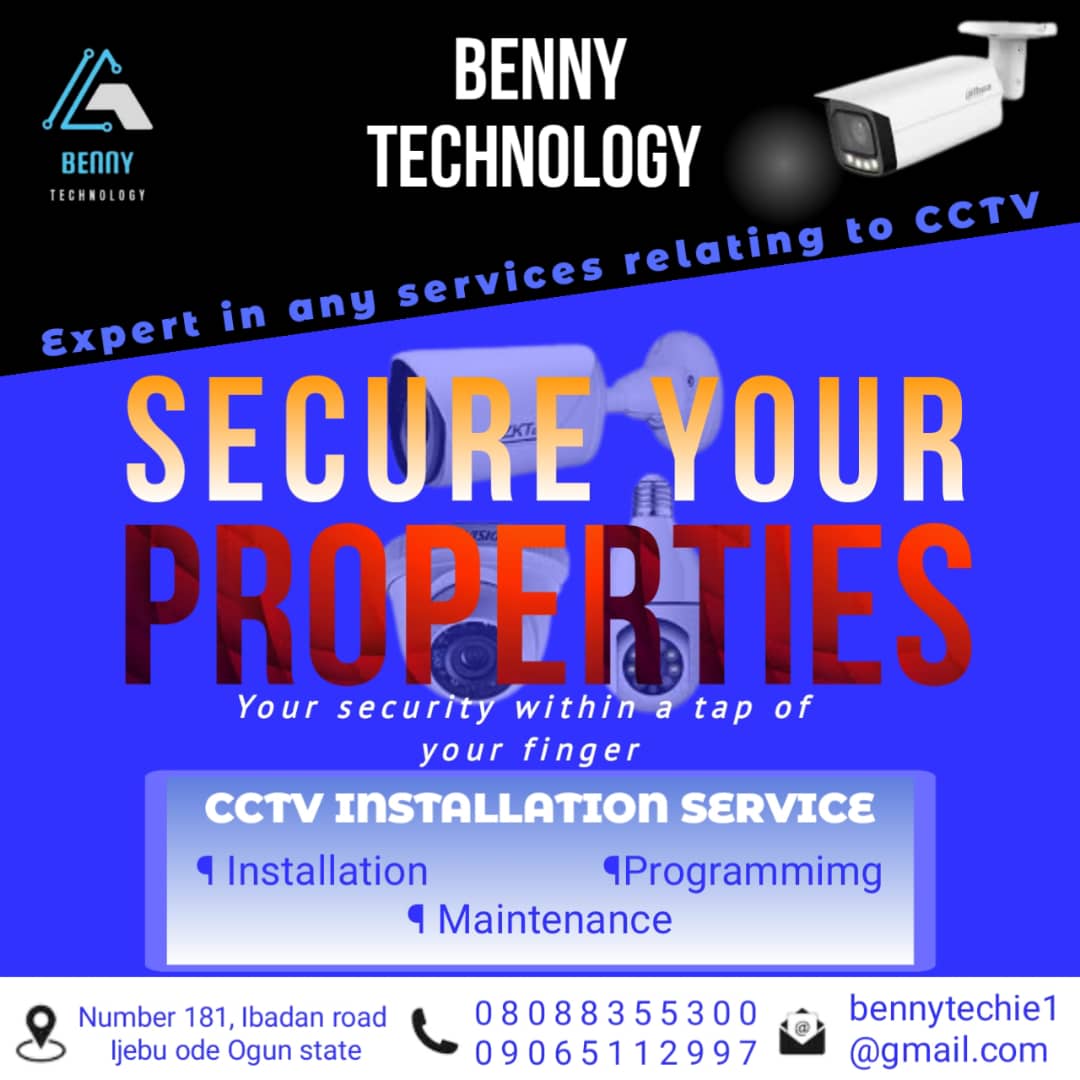 BENNY
TECHNOLOGY
BENNY
TECHNOLOGY
alhua
Expert in any services relating to CCTV
SECURE YOUR
PROPERTIES
Your security within a tap of
your finger
CCTV INSTALLATION SERVICE
¶ Installation ¶Programmimg
¶ Maintenance
Number 181, Ibadan road
Ijebu ode Ogun state
08088355300
09065112997
bennytechie1
@gmail.com